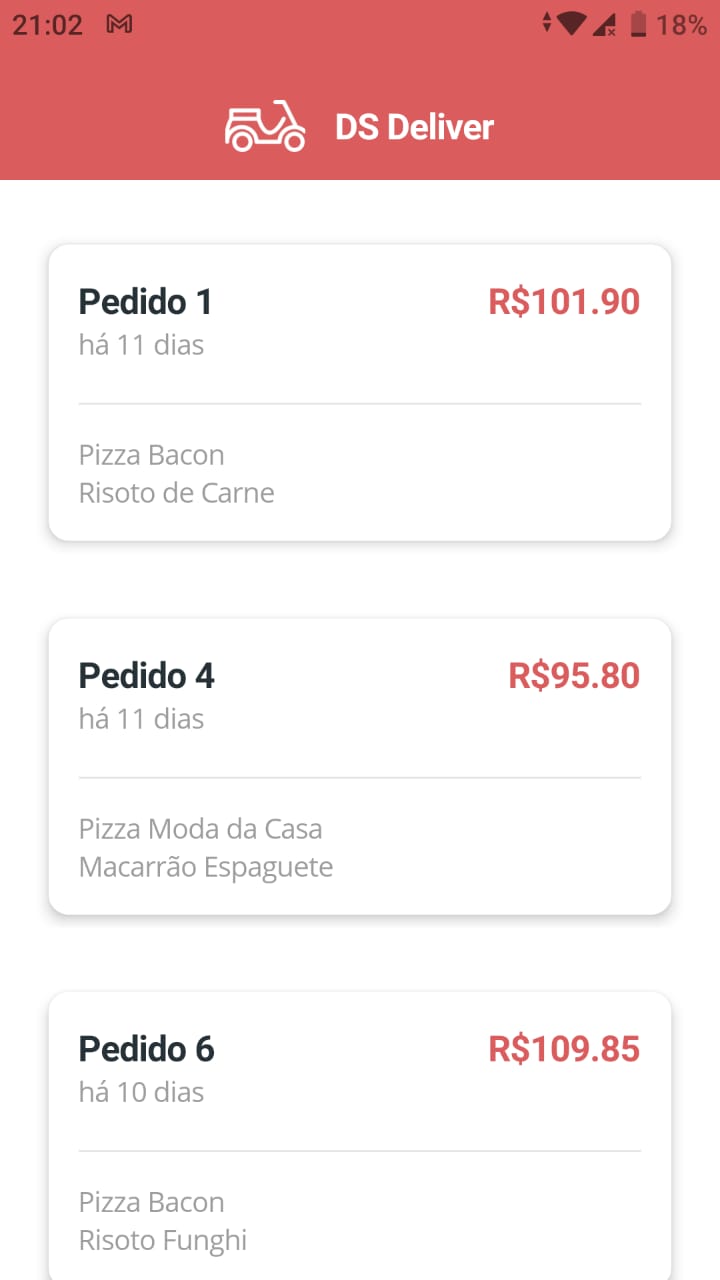 21:02 18%
DS Deliver
Pedido 1 R$101.90
há 11 dias
Pizza Bacon
Risoto de Carne
Pedido 4 R$95.80
há 11 dias
Pizza Moda da Casa
Macarrão Espaguete
Pedido 6 R$109.85
há 10 dias
Pizza Bacon
Risoto Funghi